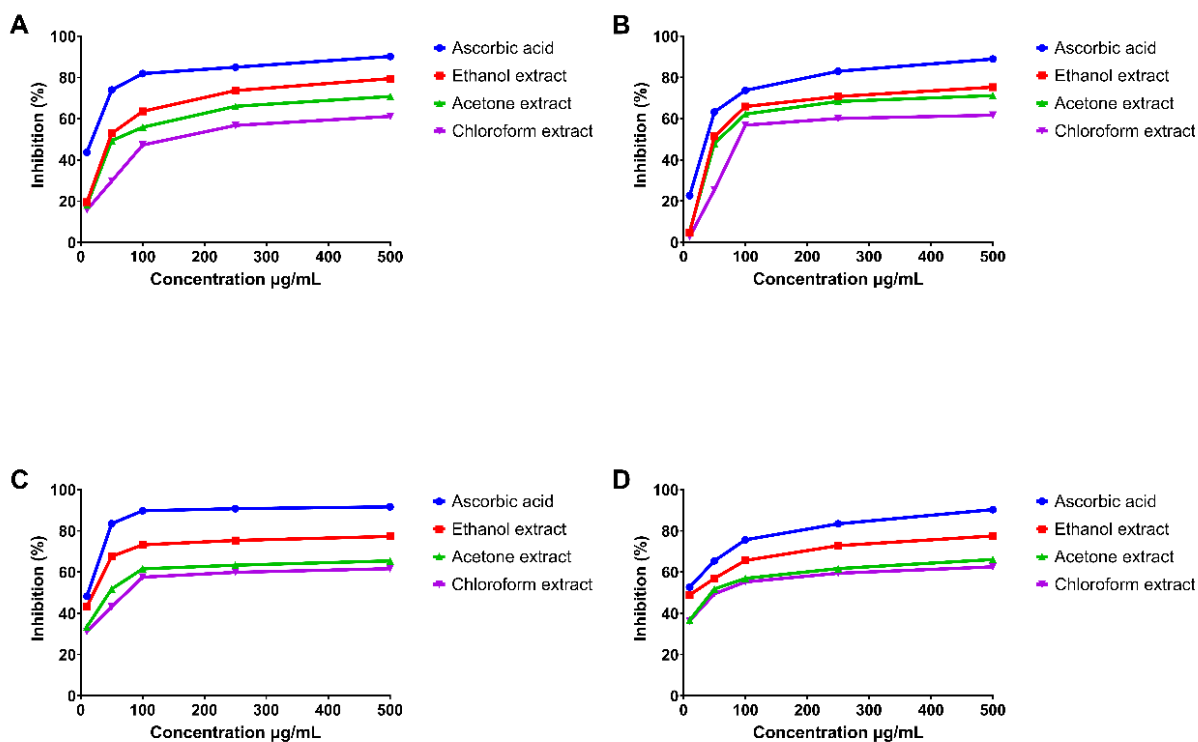 A
Inhibition (%)
100
80
60
40
20
0
0 100 200 300 400 500
Concentration µg/mL
Ascorbic acid
Ethanol extract
Acetone extract
Chloroform extract
B
Inhibition (%)
100
80
60
40
20
0
0 100 200 300 400 500
Concentration µg/mL
Ascorbic acid
Ethanol extract
Acetone extract
Chloroform extract
C
Inhibition (%)
100
80
60
40
20
0
0 100 200 300 400 500
Concentration µg/mL
Ascorbic acid
Ethanol extract
Acetone extract
Chloroform extract
D
Inhibition (%)
100
80
60
40
20
0
0 100 200 300 400 500
Concentration µg/mL
Ascorbic acid
Ethanol extract
Acetone extract
Chloroform extract